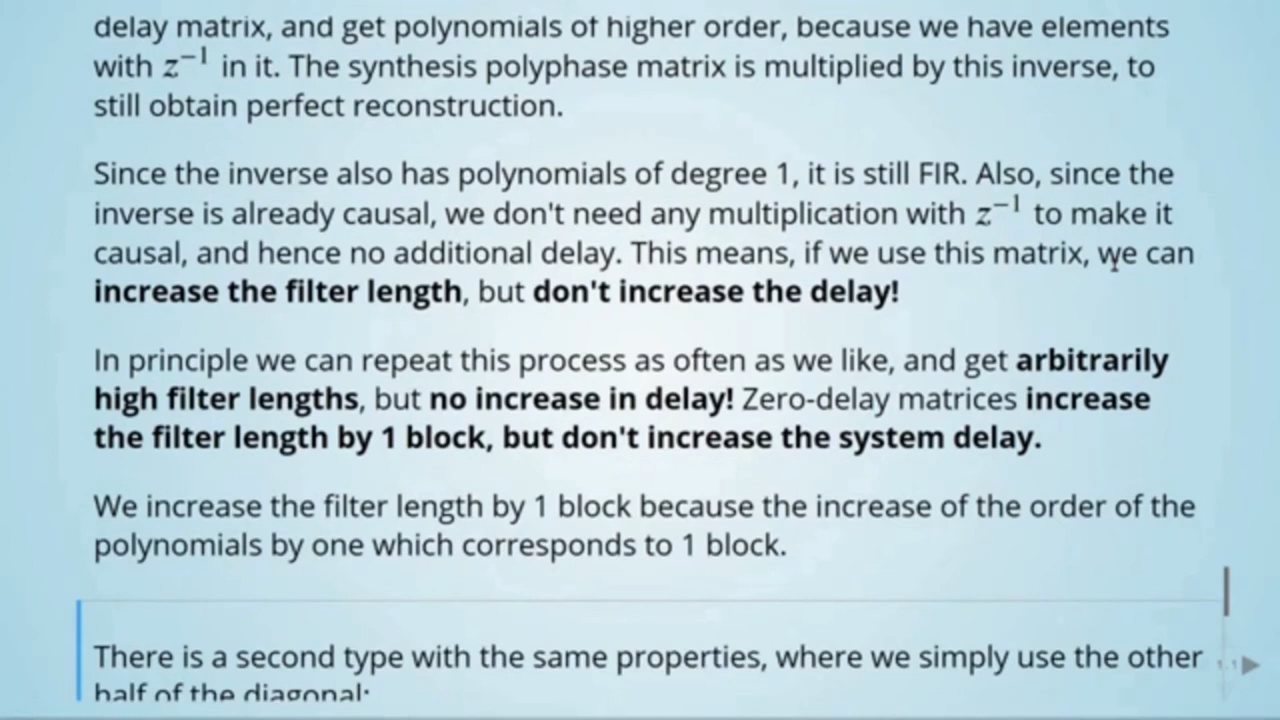 delay matrix, and get polynomials of higher order, because we have elements
with z⁻¹ in it. The synthesis polyphase matrix is multiplied by this inverse, to
still obtain perfect reconstruction.
Since the inverse also has polynomials of degree 1, it is still FIR. Also, since the
inverse is already causal, we don't need any multiplication with z⁻¹ to make it
causal, and hence no additional delay. This means, if we use this matrix, we can
increase the filter length, but don't increase the delay!
In principle we can repeat this process as often as we like, and get arbitrarily
high filter lengths, but no increase in delay! Zero-delay matrices increase
the filter length by 1 block, but don't increase the system delay.
We increase the filter length by 1 block because the increase of the order of the
polynomials by one which corresponds to 1 block.
There is a second type with the same properties, where we simply use the other
half of the diagonal: